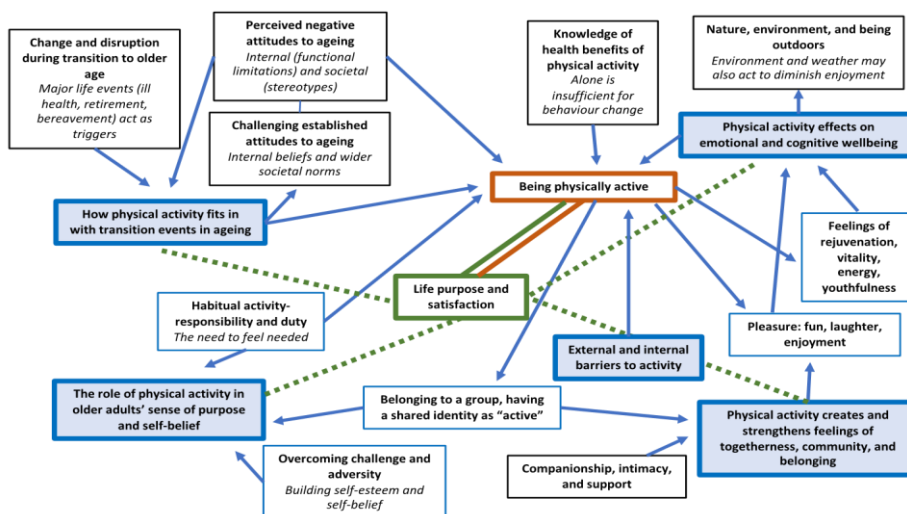 Change and disruption
during transition to older
age
Major life events (ill
health, retirement,
bereavement) act as
triggers
Perceived negative
attitudes to ageing
Internal (functional
limitations) and societal
(stereotypes)
Knowledge of
health benefits of
physical activity
Alone is
insufficient for
behaviour change
Nature, environment, and being
outdoors
Environment and weather may
also act to diminish enjoyment
Challenging established
attitudes to ageing
Internal beliefs and wider
societal norms
Physical activity effects on
emotional and cognitive wellbeing
Being physically active
How physical activity fits in
with transition events in ageing
Feelings of
rejuvenation,
vitality,
energy,
youthfulness
Life purpose and
satisfaction
Habitual activity-
responsibility and duty
The need to feel needed
Pleasure: fun, laughter,
enjoyment
External and internal
barriers to activity
The role of physical activity in
older adults’ sense of purpose
and self-belief
Belonging to a group, having
a shared identity as “active”
Physical activity creates and
strengthens feelings of
togetherness, community, and
belonging
Overcoming challenge and
adversity
Building self-esteem and
self-belief
Companionship, intimacy,
and support